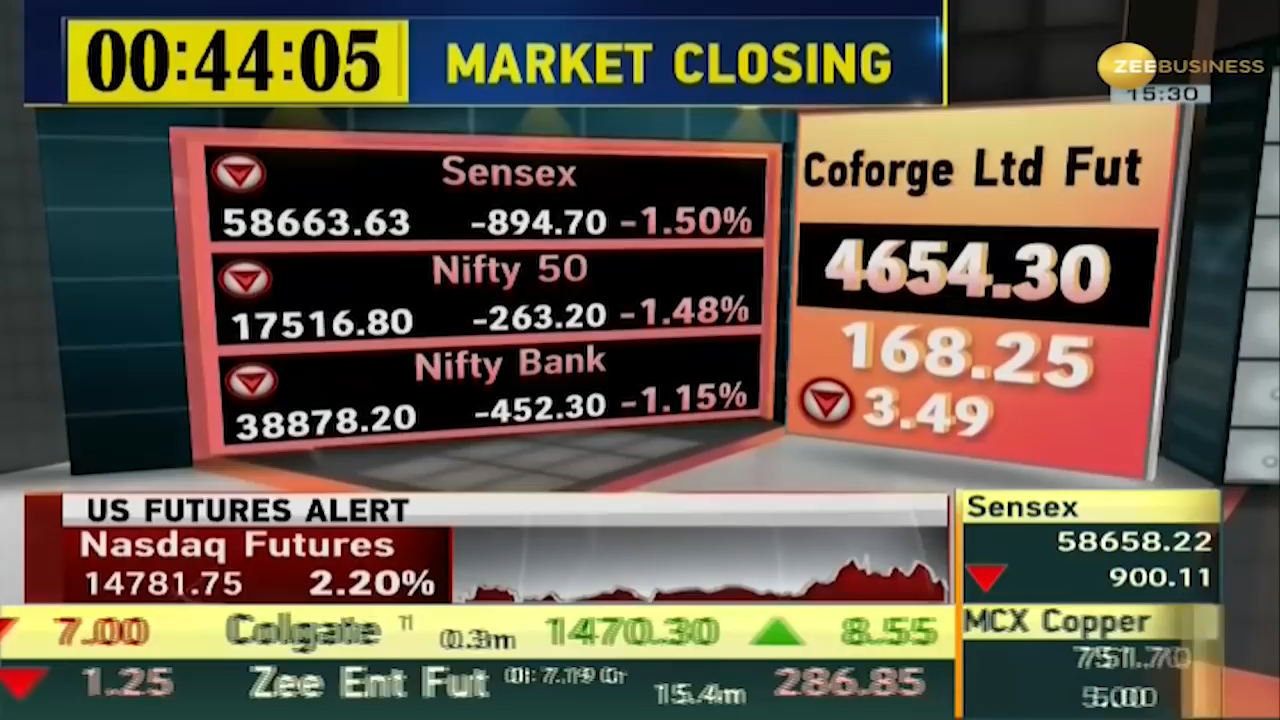 00:44:05 MARKET CLOSING
ZEEBUSINESS
15:30
Sensex
58663.63 -894.70 -1.50%
Nifty 50
17516.80 -263.20 -1.48%
Nifty Bank
38878.20 -452.30 -1.15%
Coforge Ltd Fut
4654.30
168.25
3.49
US FUTURES ALERT
Nasdaq Futures
14781.75 2.20%
Sensex
58658.22
900.11
MCX Copper
7.00 Colgate 1470.30 8.55
1.25 Zee Ent Fut 15.4m 286.85